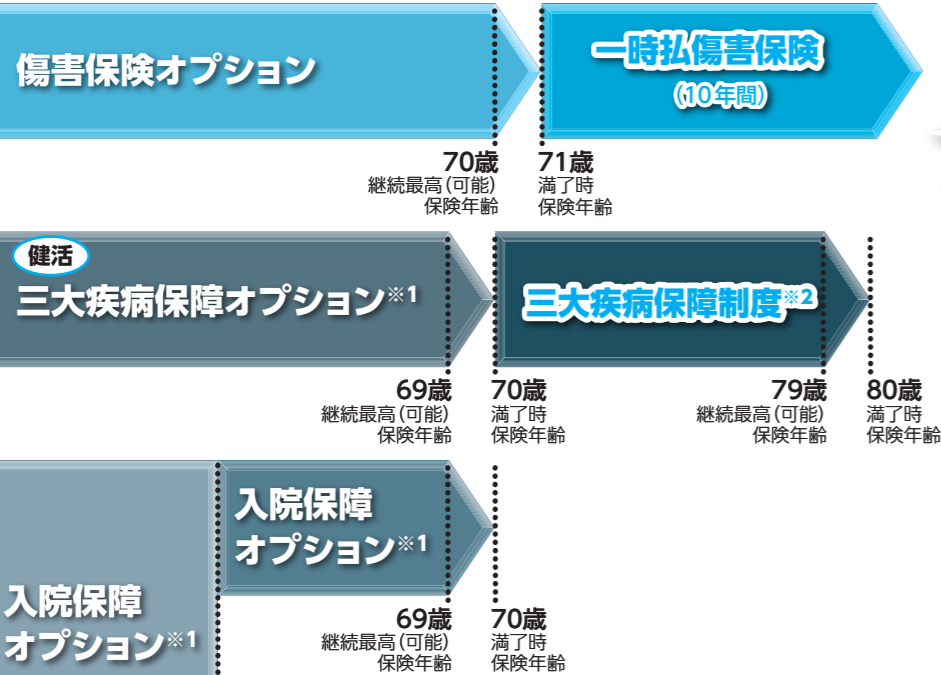 傷害保険オプション
一時払傷害保険
(10年間)
70歳
継続最高(可能)
保険年齢
71歳
満了時
保険年齢
健活
三大疾病保障オプション※1
三大疾病保障制度※2
69歳
継続最高(可能)
保険年齢
70歳
満了時
保険年齢
79歳
継続最高(可能)
保険年齢
80歳
満了時
保険年齢
入院保障
オプション※1
69歳
継続最高(可能)
保険年齢
70歳
満了時
保険年齢
入院保障
オプション※1